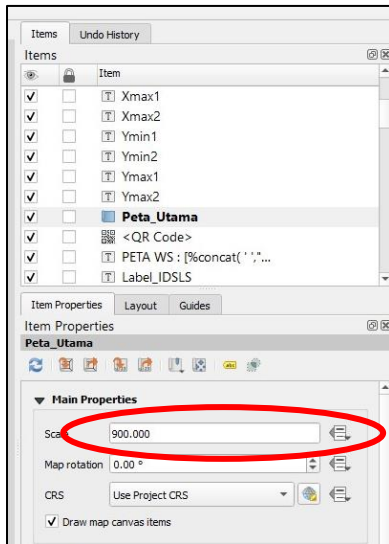 Items Undo History
Items
Item
Xmax1
Xmax2
Ymin1
Ymin2
Ymax1
Ymax2
Peta_Utama
<QR Code>
PETA WS : [%concat( ' ',"...
Label_IDSLS
Item Properties Layout Guides
Item Properties
Peta_Utama
Main Properties
Scale 900.000
Map rotation 0.00 °
CRS Use Project CRS
Draw map canvas items